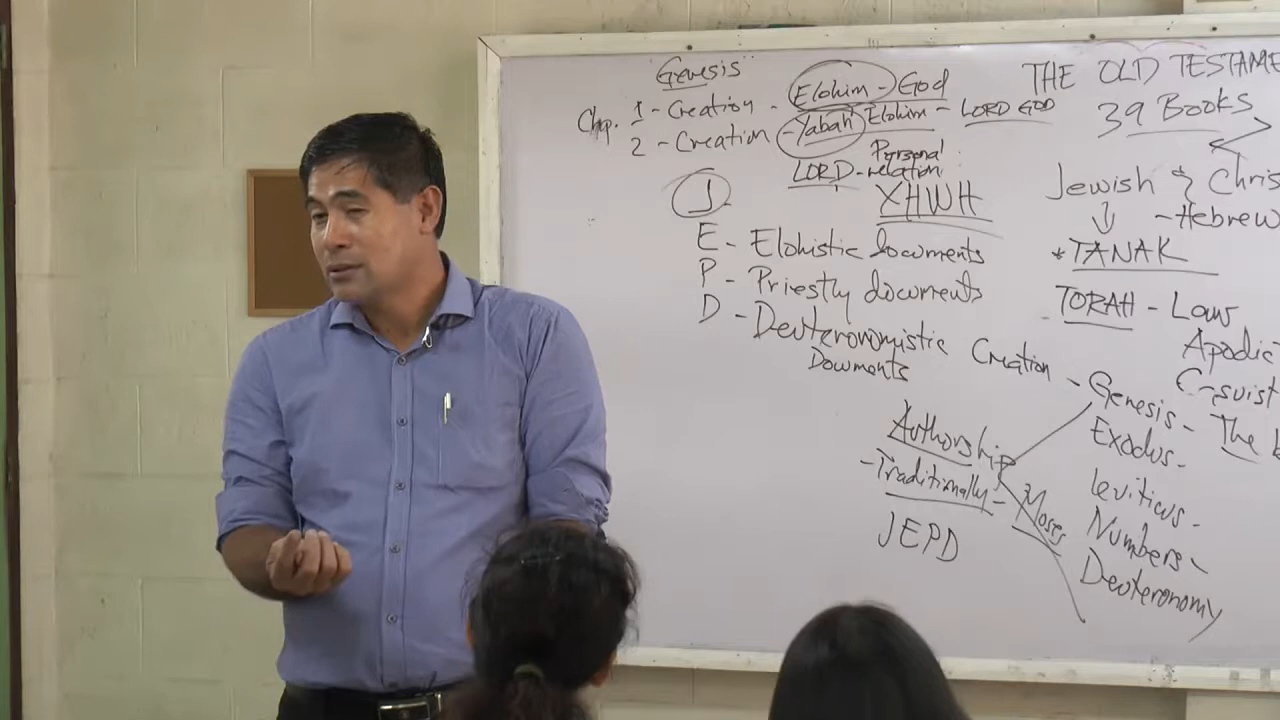 "Genesis"
Chap. 1 - Creation - Elohim - God
2 - Creation - Yabah Elohim - LORD GOD
Personal
LORD - relation
J
YHWH
E - Elohistic documents
P - Priestly documents
D - Deuteronomistic
Documents
Creation - Genesis -
Authorship
- Traditionally - Moses
JEPD
THE OLD TESTAME
39 Books
Jewish & Chris
- Hebrew
* TANAK
TORAH - Law
Apodic
Casuist
The
Exodus -
Leviticus -
Numbers -
Deuteronomy